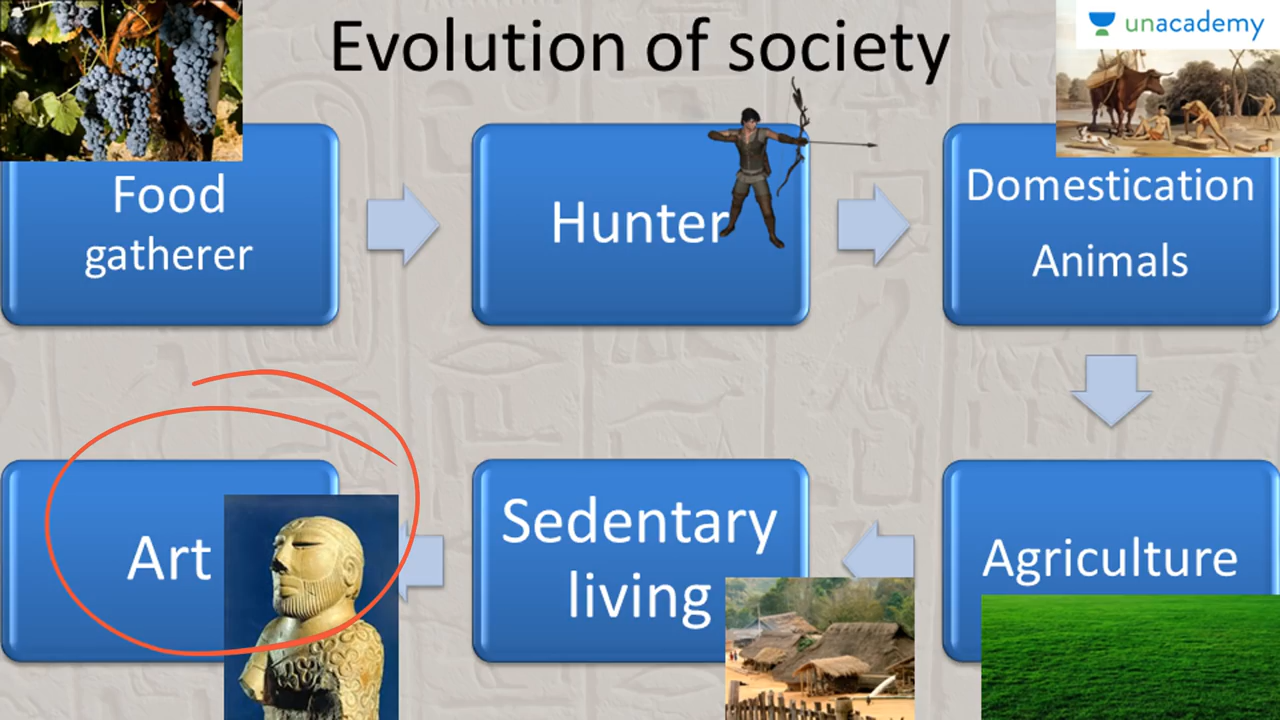 Evolution of society
unacademy
Food
gatherer
Hunter
Domestication
Animals
Agriculture
Sedentary
living
Art